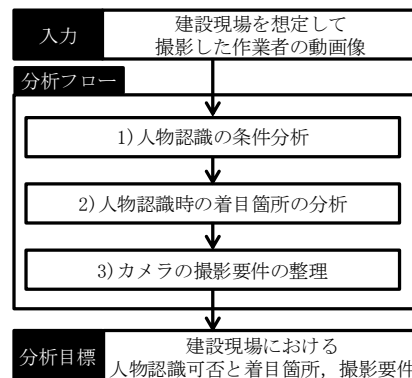 入力
建設現場を想定して
撮影した作業者の動画像
分析フロー
1)人物認識の条件分析
2)人物認識時の着目箇所の分析
3)カメラの撮影要件の整理
分析目標
建設現場における
人物認識可否と着目箇所，撮影要件